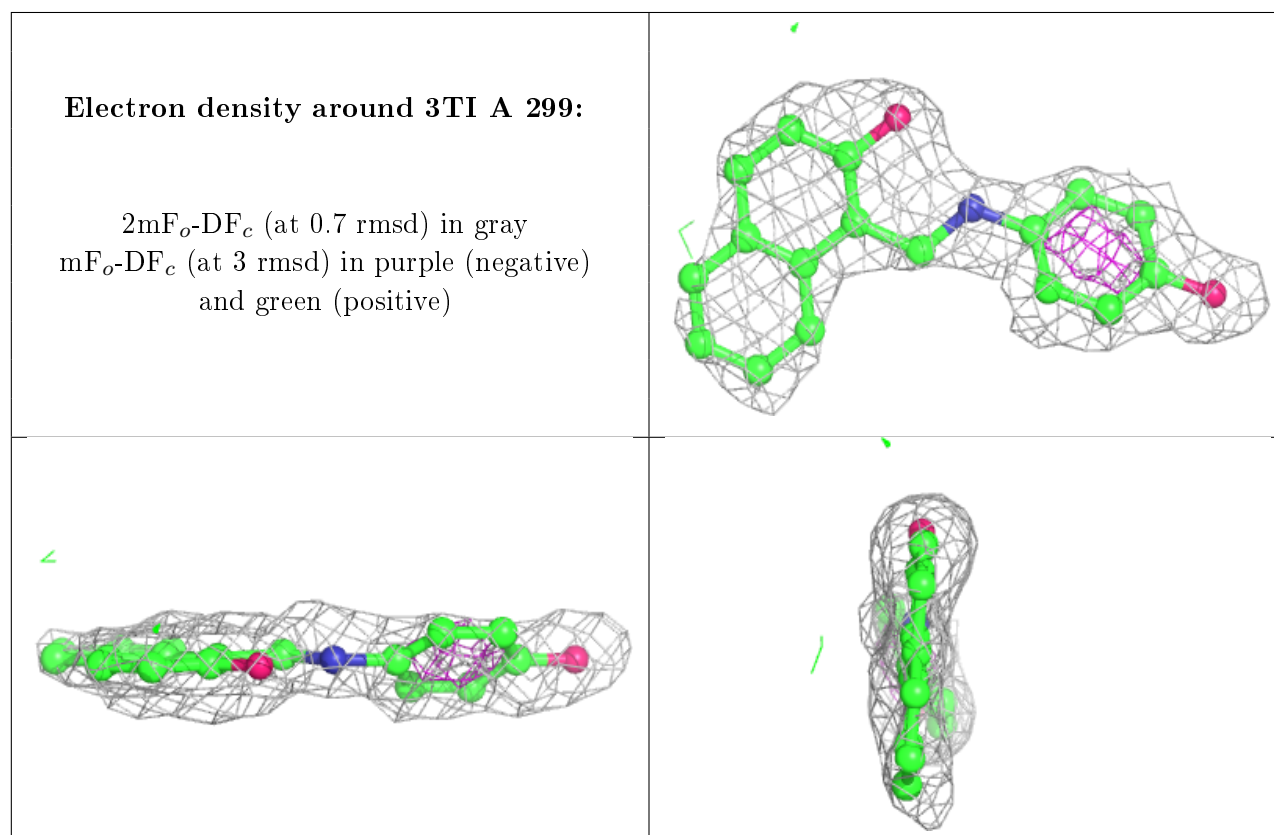 Electron density around 3TI A 299:
2mFo-DFc (at 0.7 rmsd) in gray
mFo-DFc (at 3 rmsd) in purple (negative)
and green (positive)